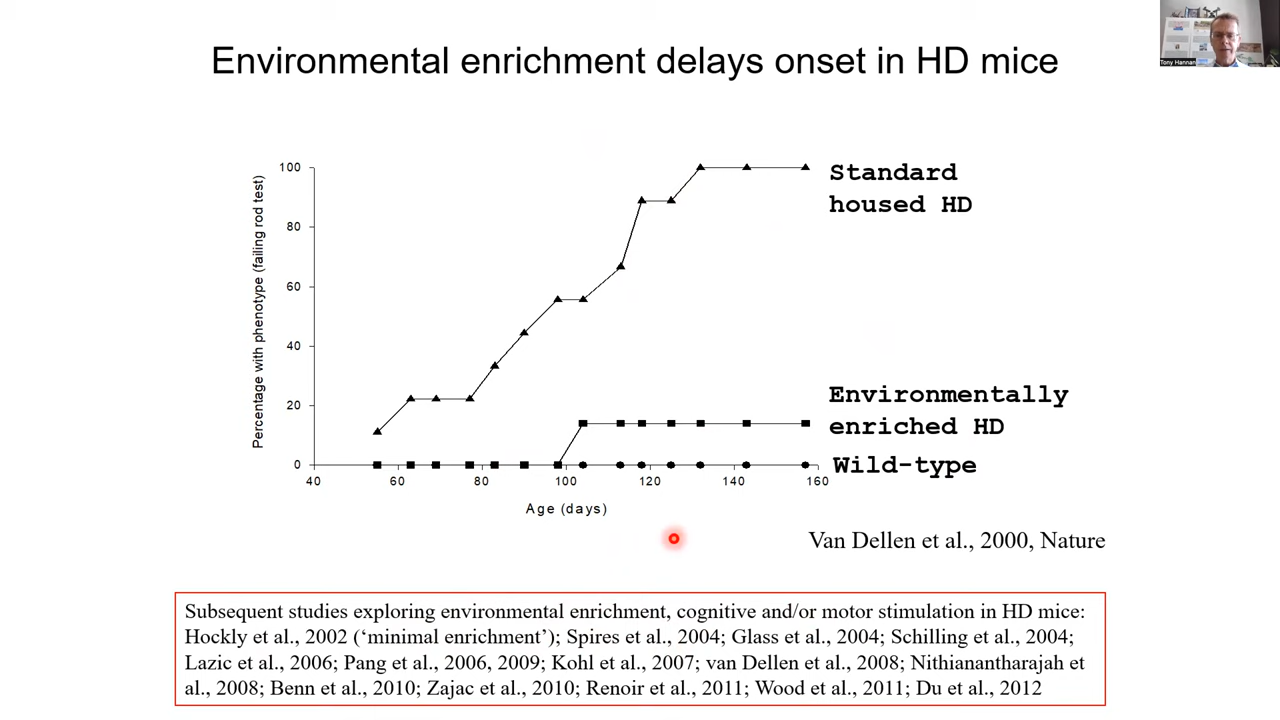 Environmental enrichment delays onset in HD mice
Tony Hannan
Percentage with phenotype (failing rod test)
100
80
60
40
20
0
40 60 80 100 120 140 160
Age (days)
Standard
housed HD
Environmentally
enriched HD
Wild-type
Van Dellen et al., 2000, Nature
Subsequent studies exploring environmental enrichment, cognitive and/or motor stimulation in HD mice:
Hockly et al., 2002 (‘minimal enrichment’); Spires et al., 2004; Glass et al., 2004; Schilling et al., 2004;
Lazic et al., 2006; Pang et al., 2006, 2009; Kohl et al., 2007; van Dellen et al., 2008; Nithianantharajah et
al., 2008; Benn et al., 2010; Zajac et al., 2010; Renoir et al., 2011; Wood et al., 2011; Du et al., 2012